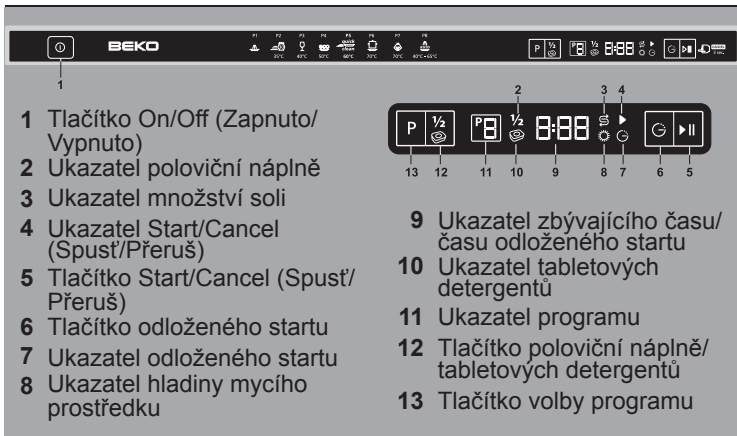 P1 P2 P3 P4 P5 P6 P7 P8
BEKO
quick
clean
35°C 40°C 50°C 60°C 70°C 70°C 40°C - 65°C
P ½ P8 ½ 8:88
1
1 Tlačítko On/Off (Zapnuto/
Vypnuto)
2 Ukazatel poloviční náplně
3 Ukazatel množství soli
4 Ukazatel Start/Cancel
(Spusť/Přeruš)
5 Tlačítko Start/Cancel (Spusť/
Přeruš)
6 Tlačítko odloženého startu
7 Ukazatel odloženého startu
8 Ukazatel hladiny mycího
prostředku
2 3 4
P ½ P8 ½ 8:88 S
13 12 11 10 9 8 7 6 5
9 Ukazatel zbývajícího času/
času odloženého startu
10 Ukazatel tabletových
detergentů
11 Ukazatel programu
12 Tlačítko poloviční náplně/
tabletových detergentů
13 Tlačítko volby programu